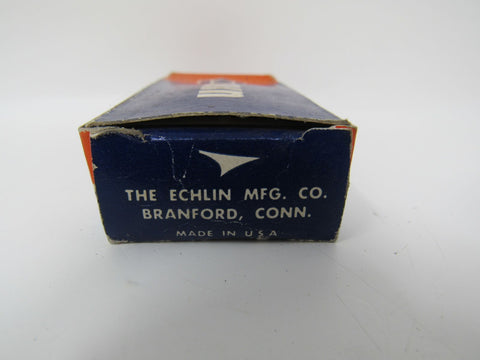 THE ECHLIN MFG. CO.
BRANFORD, CONN.
MADE IN U.S.A